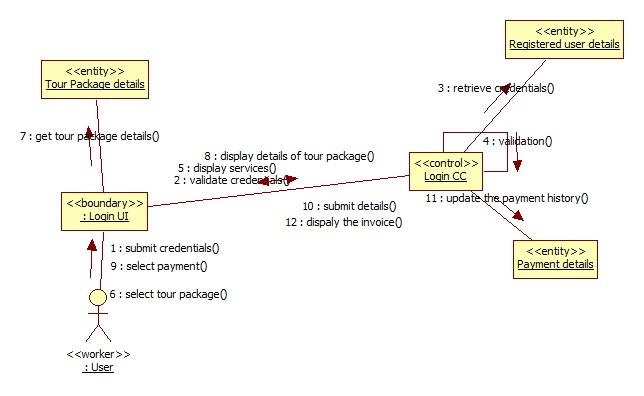 <<entity>>
Registered user details
<<entity>>
Tour Package details
3 : retrieve credentials()
7 : get tour package details()
4 : validation()
8 : display details of tour package()
5 : display services()
2 : validate credentials()
<<control>>
Login CC
<<boundary>>
: Login UI
11 : update the payment history()
10 : submit details()
12 : dispaly the invoice()
1 : submit credentials()
9 : select payment()
<<entity>>
Payment details
6 : select tour package()
<<worker>>
: User